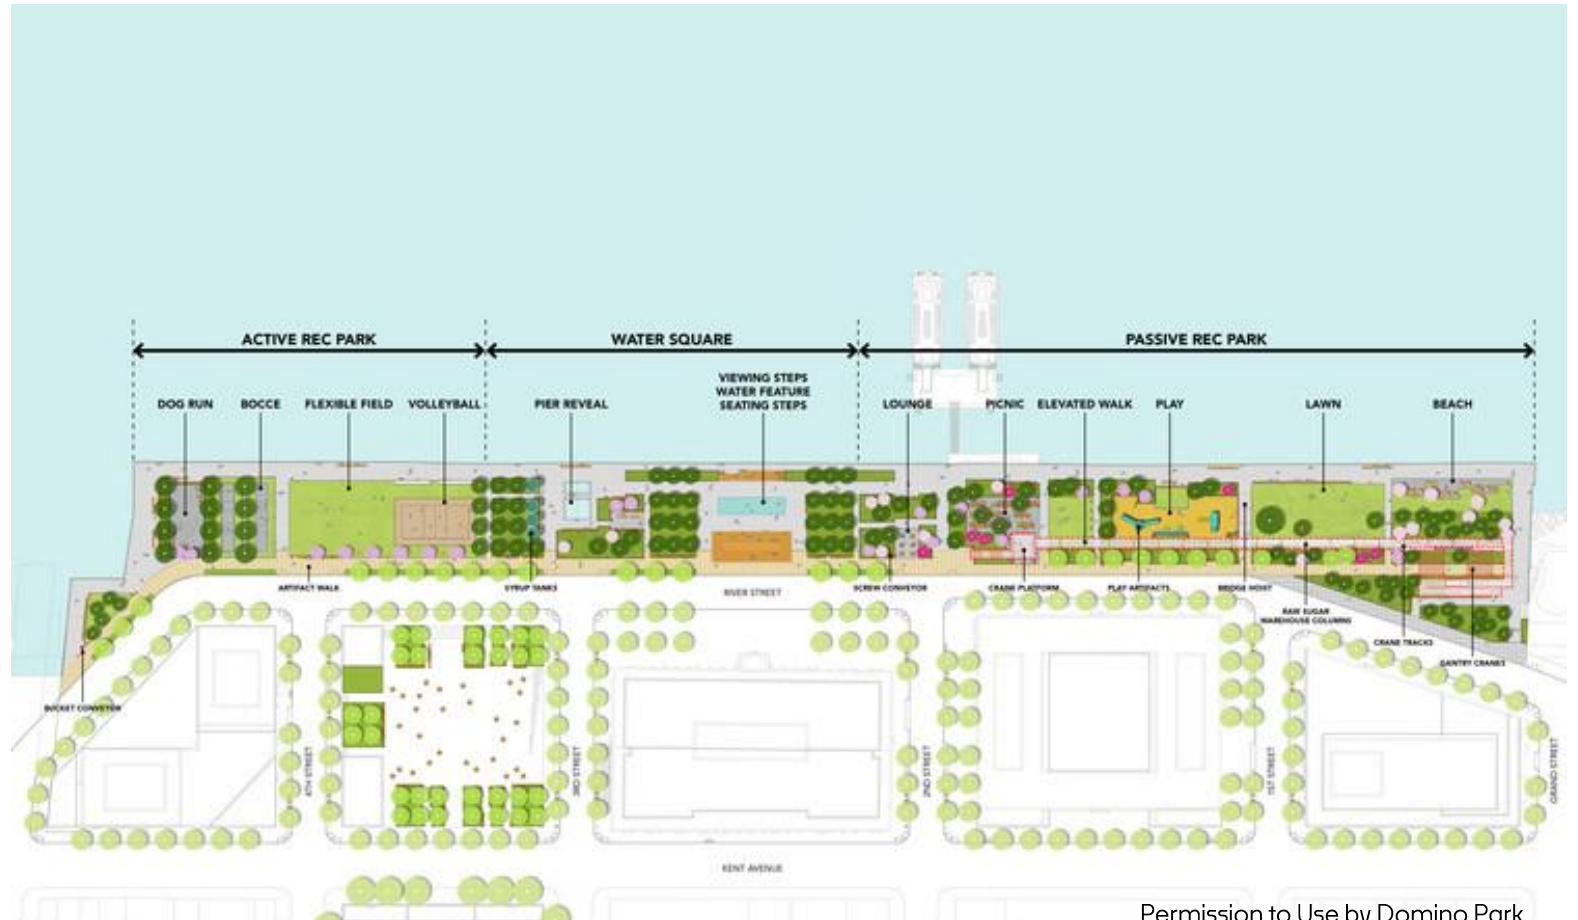 ACTIVE REC PARK
WATER SQUARE
PASSIVE REC PARK
DOG RUN
BOCCE
FLEXIBLE FIELD
VOLLEYBALL
PIER REVEAL
VIEWING STEPS
WATER FEATURE
SEATING STEPS
LOUNGE
PICNIC
ELEVATED WALK
PLAY
LAWN
BEACH
ARTIFACT WALK
SYRUP TANKS
RIVER STREET
SCREW CONVEYOR
CRANE PLATFORM
PLAY ARTIFACTS
BRIDGE HOIST
RAW SUGAR
WAREHOUSE COLUMNS
CRANE TRACKS
GANTRY CRANES
BUCKET CONVEYOR
4TH STREET
3RD STREET
2ND STREET
1ST STREET
GRAND STREET
KENT AVENUE
Permission to Use by Domino Park